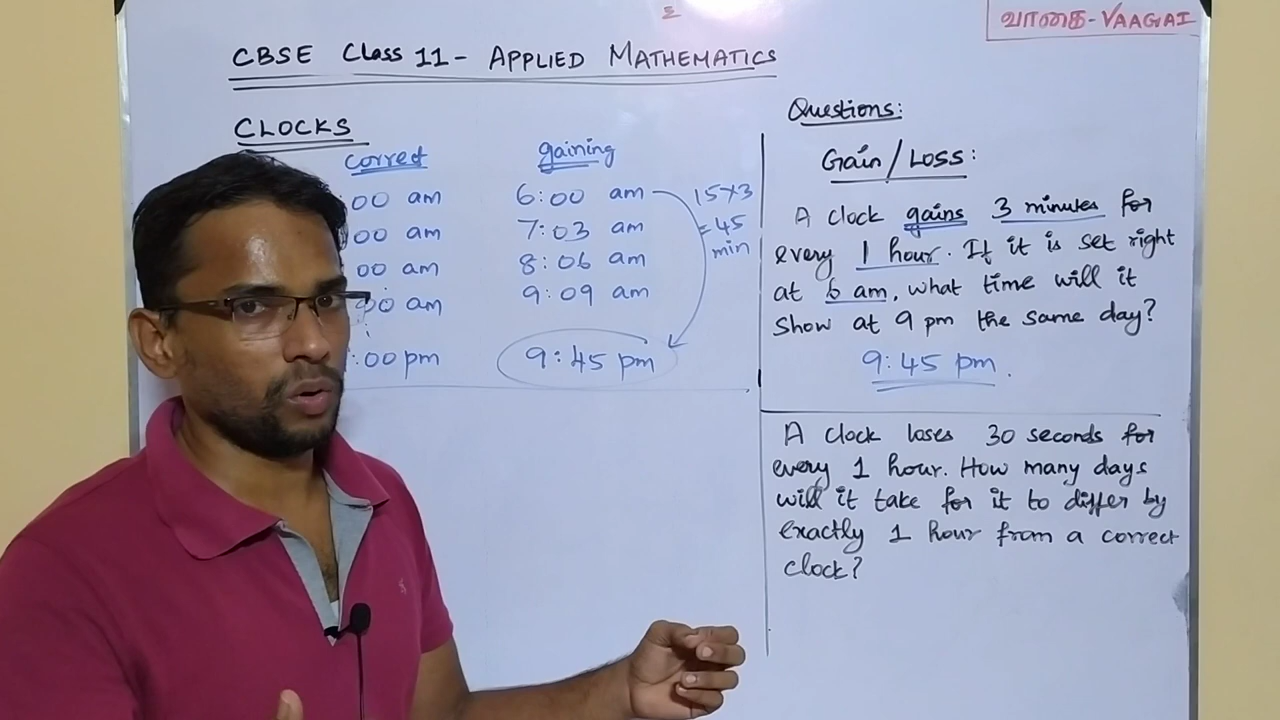 Σ
வாகை - VAAGAI
CBSE Class 11 - APPLIED MATHEMATICS
CLOCKS
correct gaining
00 am 6:00 am
00 am 7:03 am
00 am 8:06 am
00 am 9:09 am
:00 pm 9:45 pm
15×3
= 45
min
Questions:
Gain/Loss:
A clock gains 3 minutes for
every 1 hour. If it is set right
at 6 am, what time will it
show at 9 pm the same day?
9:45 pm.
A clock loses 30 seconds for
every 1 hour. How many days
will it take for it to differ by
exactly 1 hour from a correct
clock?